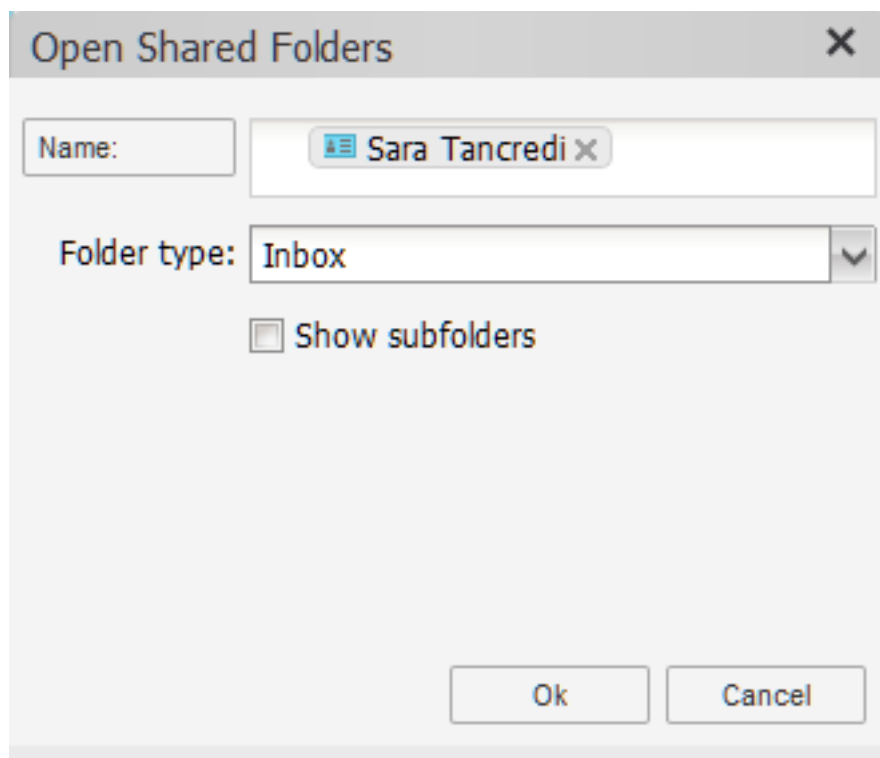 Open Shared Folders
Name: Sara Tancredi
Folder type: Inbox
Show subfolders
Ok Cancel